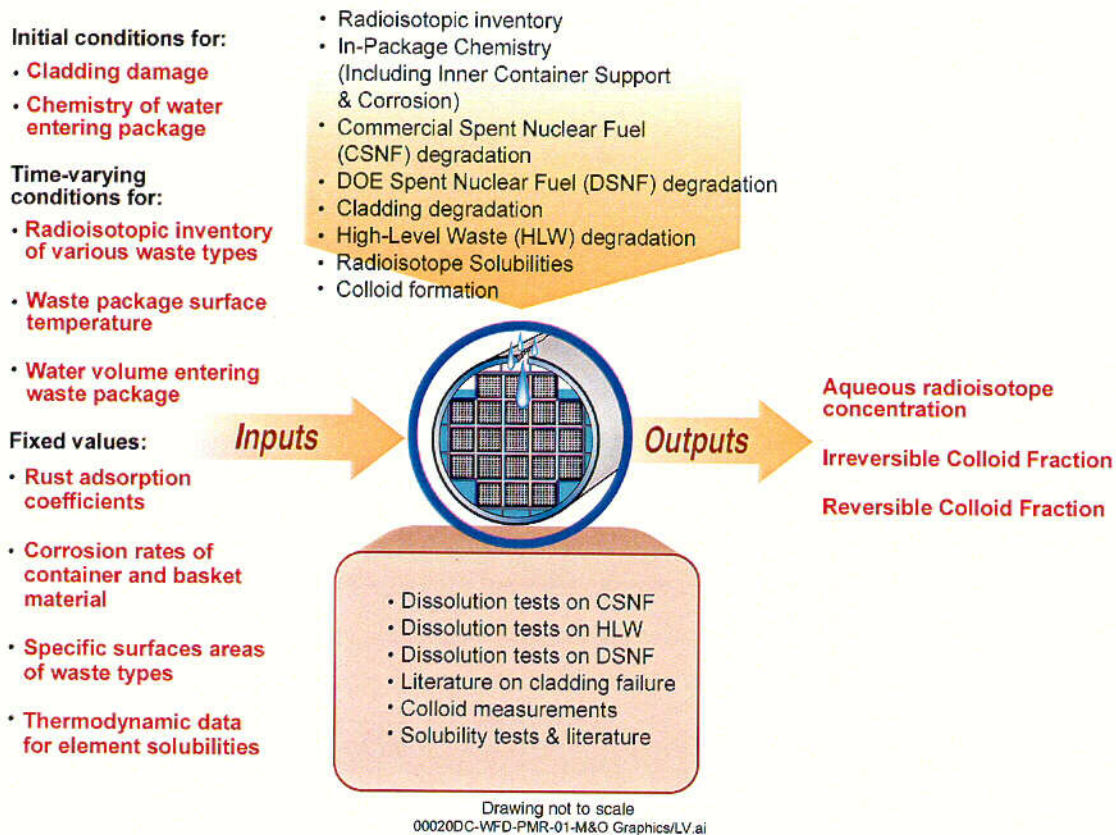 Initial conditions for:
• Cladding damage
• Chemistry of water
entering package
Time-varying
conditions for:
• Radioisotopic inventory
of various waste types
• Waste package surface
temperature
• Water volume entering
waste package
Fixed values:
• Rust adsorption
coefficients
• Corrosion rates of
container and basket
material
• Specific surfaces areas
of waste types
• Thermodynamic data
for element solubilities
• Radioisotopic inventory
• In-Package Chemistry
(Including Inner Container Support
& Corrosion)
• Commercial Spent Nuclear Fuel
(CSNF) degradation
• DOE Spent Nuclear Fuel (DSNF) degradation
• Cladding degradation
• High-Level Waste (HLW) degradation
• Radioisotope Solubilities
• Colloid formation
Inputs
Outputs
Aqueous radioisotope
concentration
Irreversible Colloid Fraction
Reversible Colloid Fraction
• Dissolution tests on CSNF
• Dissolution tests on HLW
• Dissolution tests on DSNF
• Literature on cladding failure
• Colloid measurements
• Solubility tests & literature
Drawing not to scale
00020DC-WFD-PMR-01-M&O Graphics/LV.ai